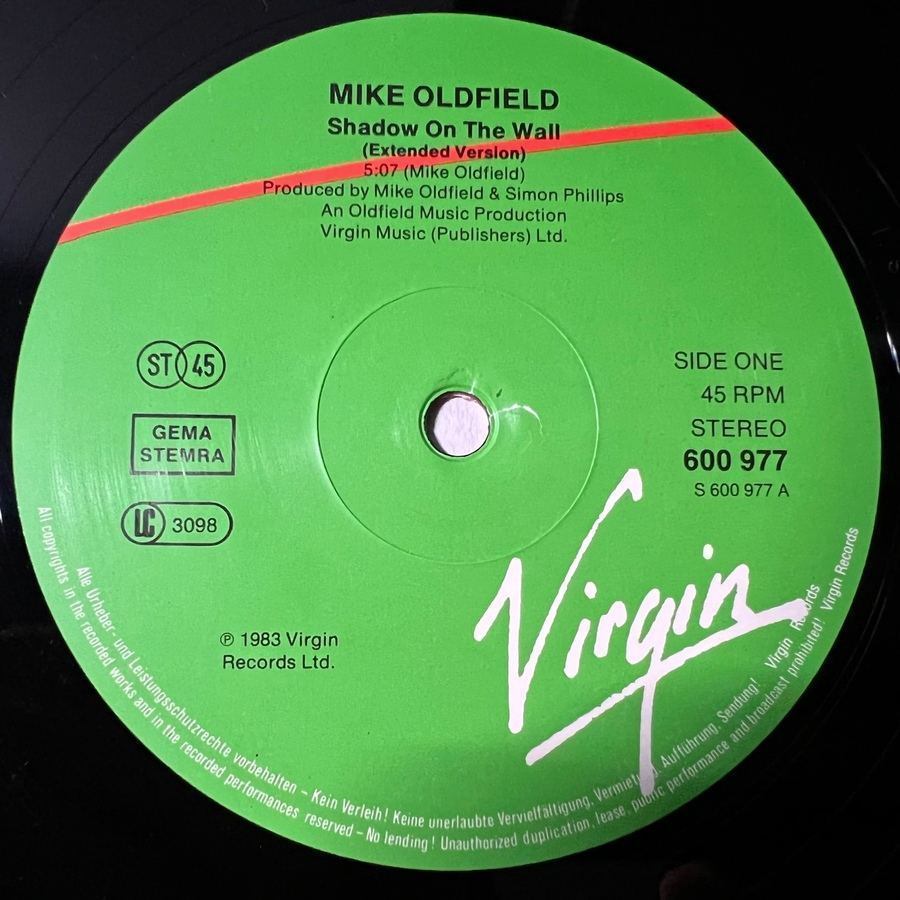 MIKE OLDFIELD
Shadow On The Wall
(Extended Version)
5:07 (Mike Oldfield)
Produced by Mike Oldfield & Simon Phillips
An Oldfield Music Production
Virgin Music (Publishers) Ltd.
ST 45
GEMA
STEMRA
LC 3098
SIDE ONE
45 RPM
STEREO
600 977
S 600 977 A
℗ 1983 Virgin
Records Ltd.
Virgin
Alle Urheber- und Leistungsschutzrechte vorbehalten – Kein Verleih! Keine unerlaubte Vervielfältigung, Vermietung, Aufführung, Sendung! Virgin Records
All copyrights in the recorded works and in the recorded performances reserved – No lending! Unauthorized duplication, lease, public performance and broadcast prohibited! Virgin Records